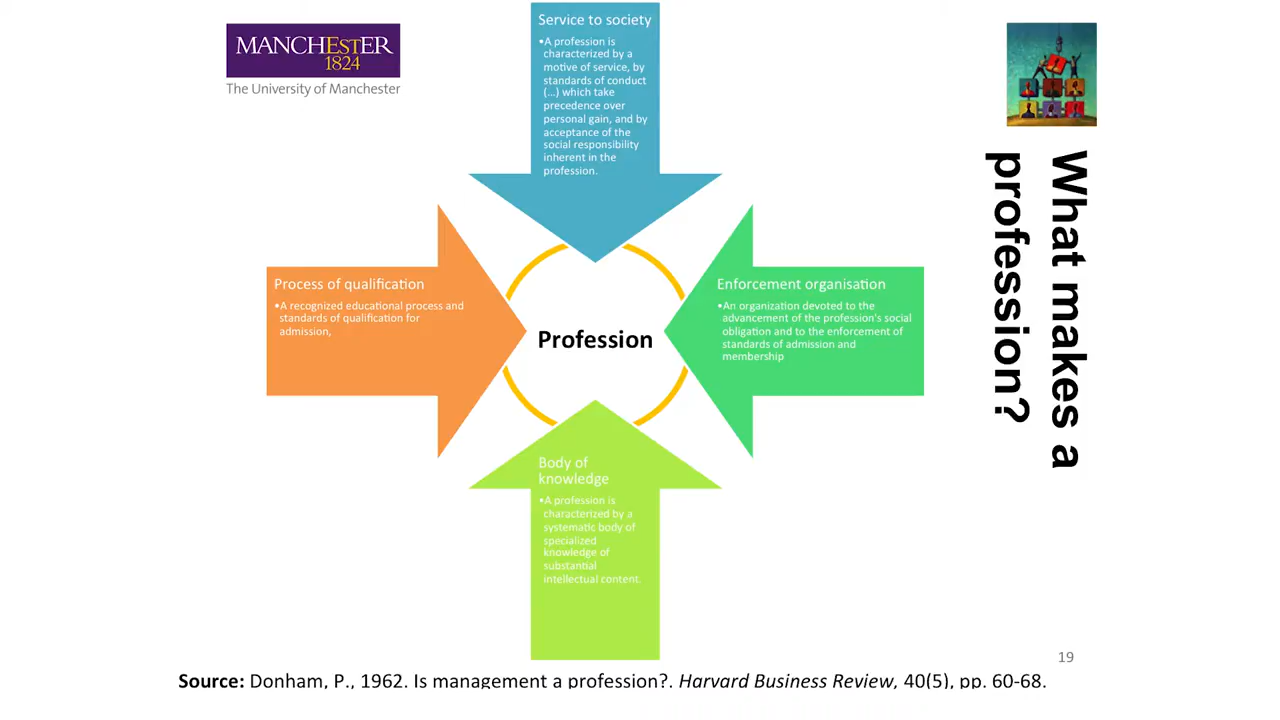 MANCHESTER
1824
The University of Manchester
Service to society
•A profession is
characterized by a
motive of service, by
standards of conduct
(...) which take
precedence over
personal gain, and by
acceptance of the
social responsibility
inherent in the
profession.
What makes a
profession?
Process of qualification
•A recognized educational process and
standards of qualification for
admission,
Profession
Enforcement organisation
•An organization devoted to the
advancement of the profession's social
obligation and to the enforcement of
standards of admission and
membership
Body of
knowledge
•A profession is
characterized by a
systematic body of
specialized
knowledge of
substantial
intellectual content.
19
Source: Donham, P., 1962. Is management a profession?. Harvard Business Review, 40(5), pp. 60-68.